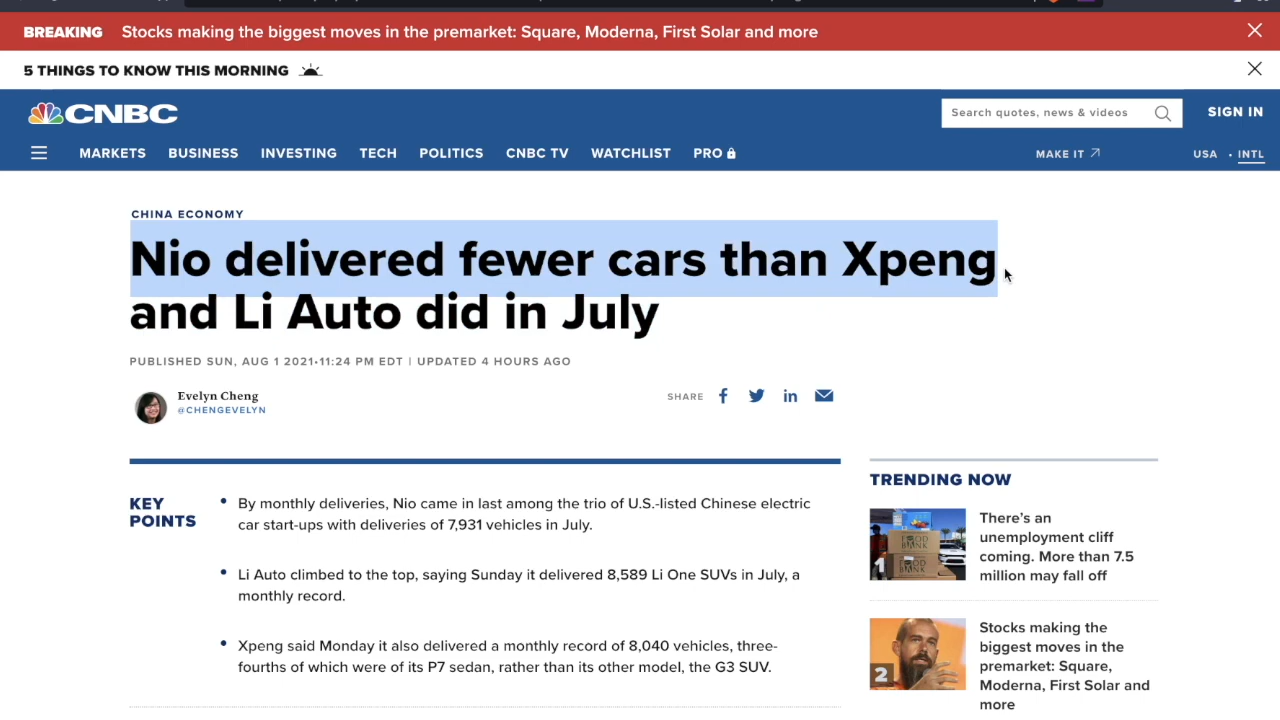 BREAKING Stocks making the biggest moves in the premarket: Square, Moderna, First Solar and more
5 THINGS TO KNOW THIS MORNING
CNBC
Search quotes, news & videos
SIGN IN
MARKETS BUSINESS INVESTING TECH POLITICS CNBC TV WATCHLIST PRO
MAKE IT
USA • INTL
CHINA ECONOMY
Nio delivered fewer cars than Xpeng
and Li Auto did in July
PUBLISHED SUN, AUG 1 2021•11:24 PM EDT | UPDATED 4 HOURS AGO
Evelyn Cheng
@CHENGEVELYN
SHARE
KEY
POINTS
• By monthly deliveries, Nio came in last among the trio of U.S.-listed Chinese electric
car start-ups with deliveries of 7,931 vehicles in July.
• Li Auto climbed to the top, saying Sunday it delivered 8,589 Li One SUVs in July, a
monthly record.
• Xpeng said Monday it also delivered a monthly record of 8,040 vehicles, three-
fourths of which were of its P7 sedan, rather than its other model, the G3 SUV.
TRENDING NOW
FOOD
BANK
FOOD
BANK
1
There's an
unemployment cliff
coming. More than 7.5
million may fall off
2
Stocks making the
biggest moves in the
premarket: Square,
Moderna, First Solar and
more